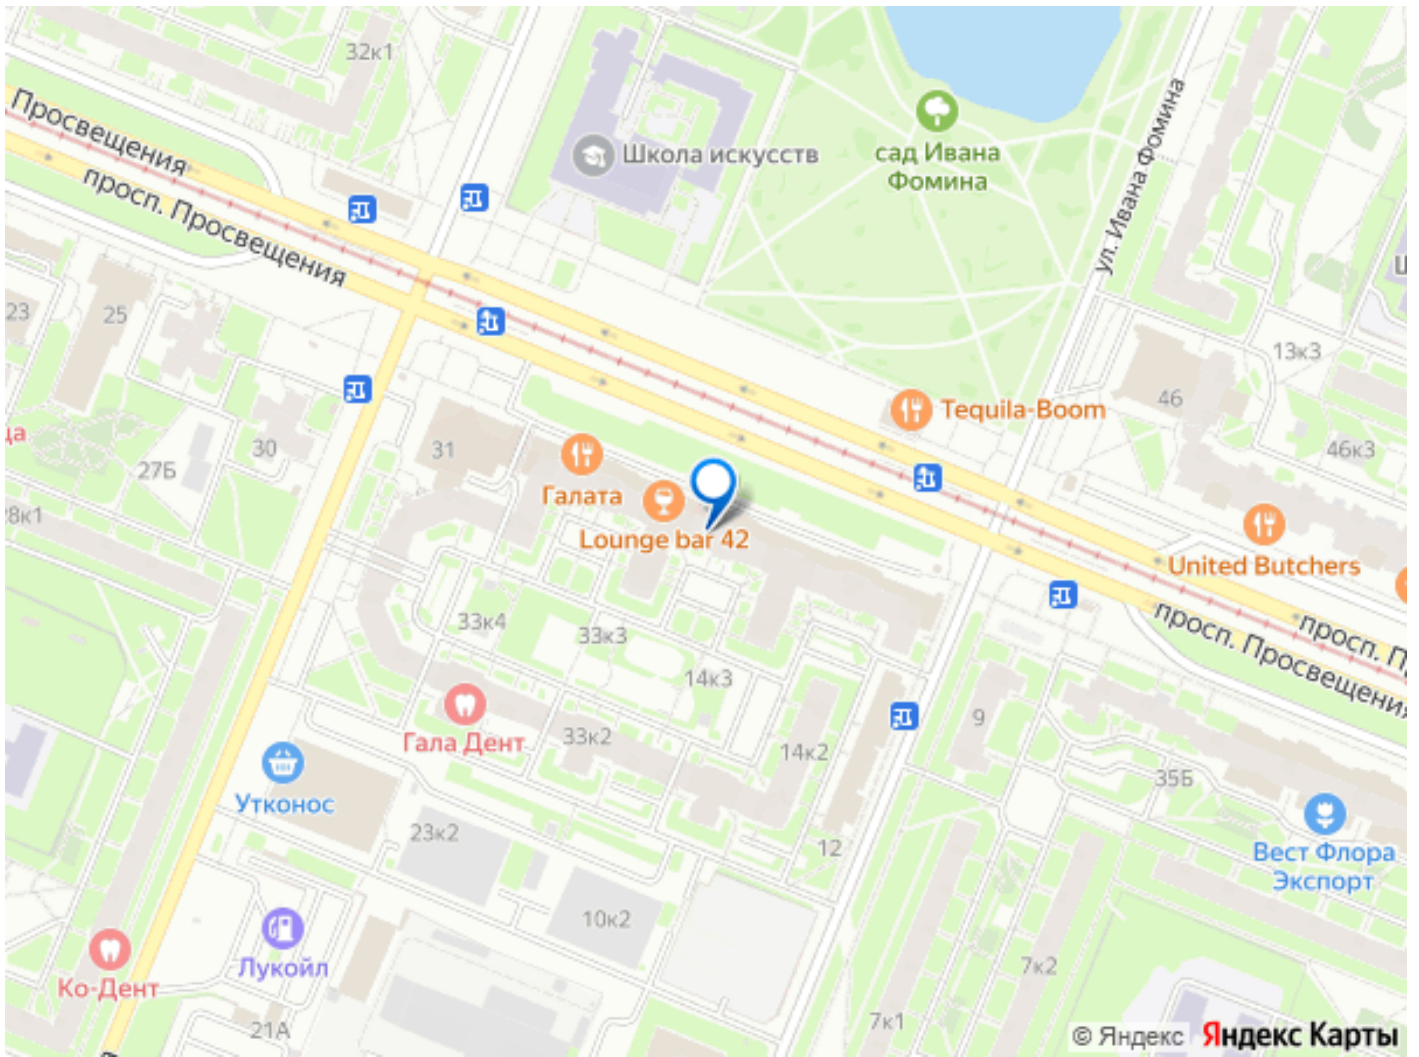 32к1
Просвещения
просп. Просвещения
Школа искусств
сад Ивана
Фомина
ул. Ивана Фомина
23
25
13к3
46
Tequila-Boom
46к3
ца
27Б
30
31
Галата
Lounge bar 42
United Butchers
28к1
33к4
33к3
14к3
просп. Просвещения
просп. П
9
Гала Дент
33к2
14к2
35Б
Утконос
23к2
12
Вест Флора
Экспорт
10к2
Лукойл
Ко-Дент
7к2
21А
7к1
© Яндекс Яндекс Карты